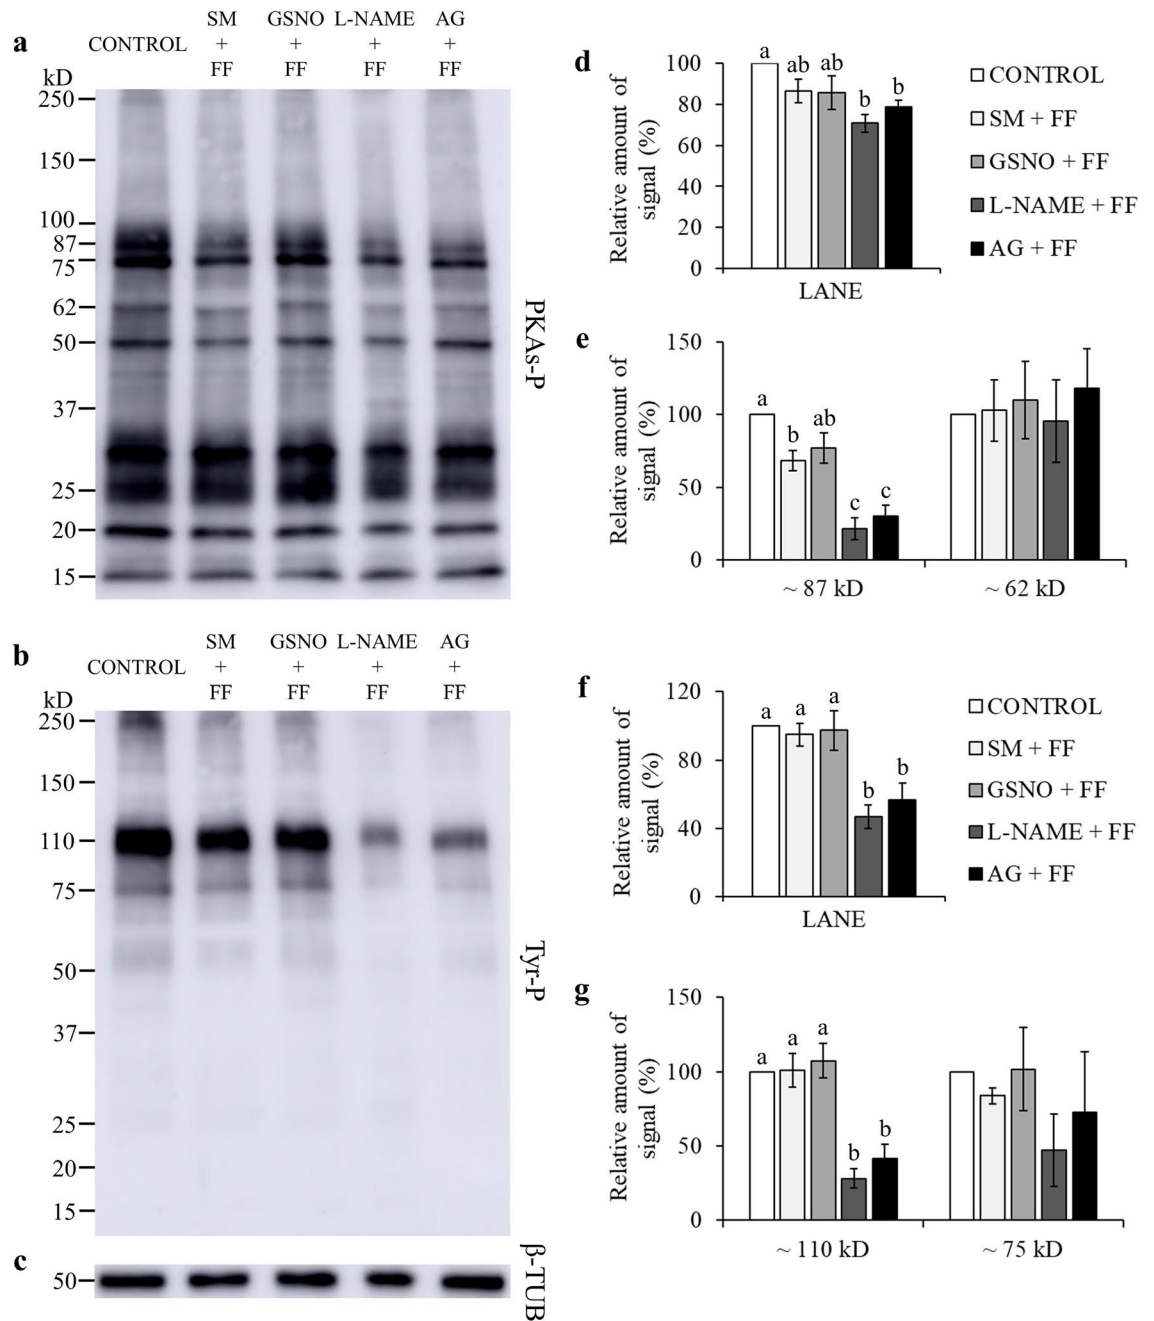 a
CONTROL
SM
+
FF
GSNO
+
FF
L-NAME
+
FF
AG
+
FF
kD
250
150
100
87
75
62
50
37
25
20
15
PKAs-P
b
CONTROL
SM
+
FF
GSNO
+
FF
L-NAME
+
FF
AG
+
FF
kD
250
150
110
75
50
37
25
20
15
Tyr-P
c
50
β-TUB
d
Relative amount of
signal (%)
100
80
60
40
20
0
a
ab
ab
b
b
LANE
CONTROL
SM + FF
GSNO + FF
L-NAME + FF
AG + FF
e
Relative amount of
signal (%)
150
100
50
0
a
b
ab
c
c
~ 87 kD
~ 62 kD
f
Relative amount of
signal (%)
120
80
40
0
a
a
a
b
b
LANE
CONTROL
SM + FF
GSNO + FF
L-NAME + FF
AG + FF
g
Relative amount of
signal (%)
150
100
50
0
a
a
a
b
b
~ 110 kD
~ 75 kD